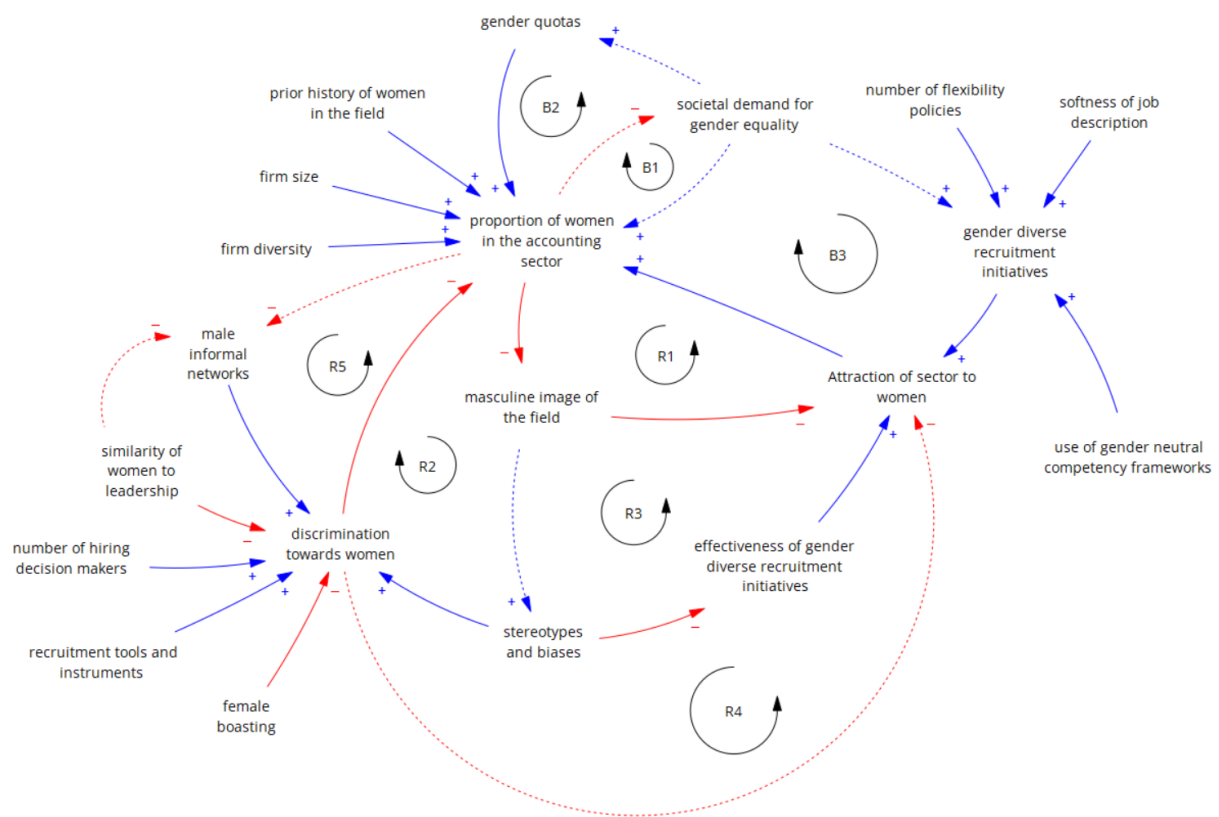 gender quotas
+
B2
prior history of women
in the field
−
societal demand for
gender equality
number of flexibility
policies
softness of job
description
B1
firm size
+
+
+
+
+
+
firm diversity
+
proportion of women
in the accounting
sector
+
+
gender diverse
recruitment
initiatives
B3
−
−
+
−
male
informal
networks
R5
−
R1
+
Attraction of sector to
women
masculine image of
the field
−
+
−
similarity of
women to
leadership
R2
use of gender neutral
competency frameworks
+
R3
−
discrimination
towards women
number of hiring
decision makers
+
+
−
+
effectiveness of gender
diverse recruitment
initiatives
+
−
stereotypes
and biases
recruitment tools and
instruments
female
boasting
R4